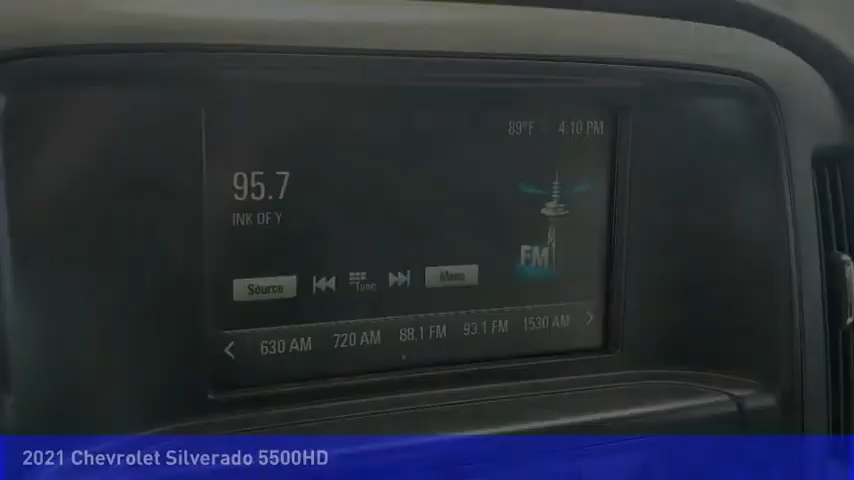 89°F 4:10 PM
95.7
INK OF Y
FM
Source Tune Menu
630 AM 720 AM 88.1 FM 93.1 FM 1530 AM
2021 Chevrolet Silverado 5500HD